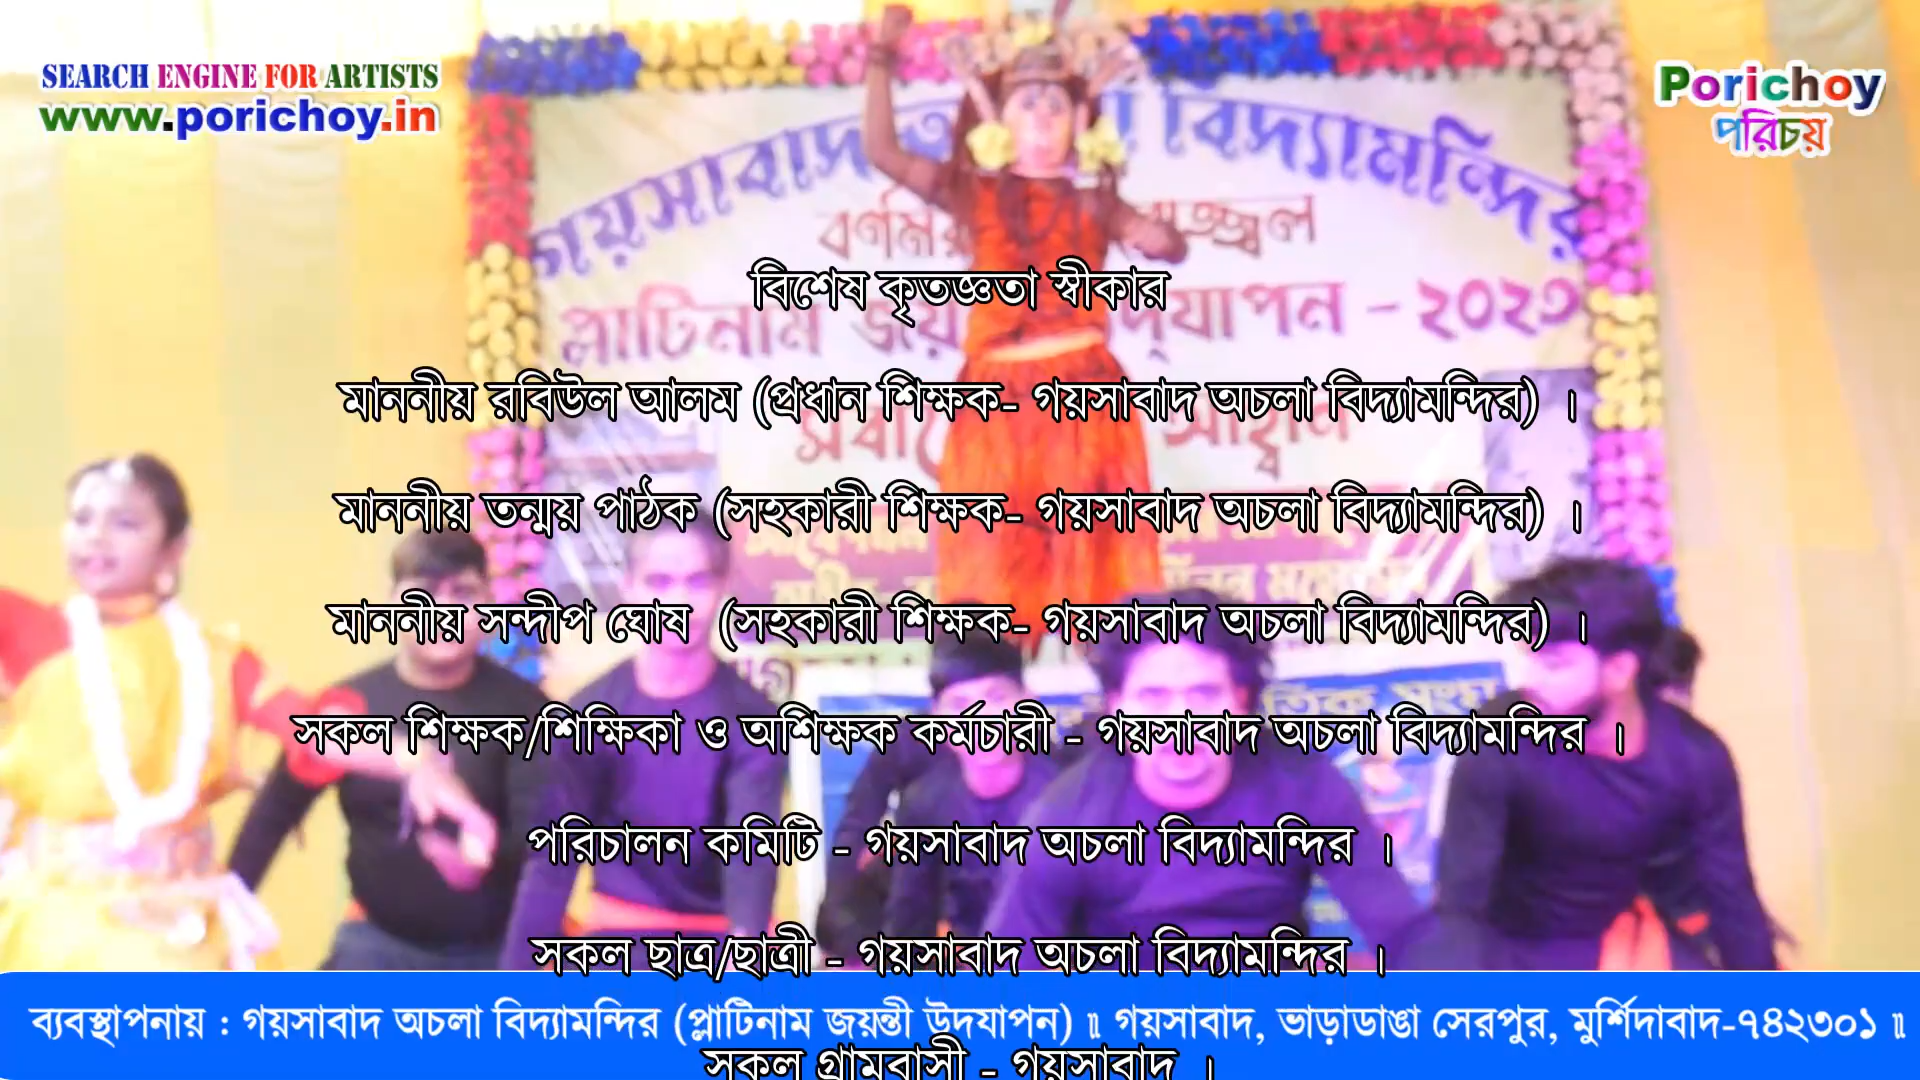 SEARCH ENGINE FOR ARTISTS
www.porichoy.in
Porichoy
পরিচয়
বিদ্যামন্দির
প্লাটিনাম
- ২০২৩
বিশেষ কৃতজ্ঞতা স্বীকার
মাননীয় রবিউল আলম (প্রধান শিক্ষক- গয়সাবাদ অচলা বিদ্যামন্দির) ।
মাননীয় তন্ময় পাঠক (সহকারী শিক্ষক- গয়সাবাদ অচলা বিদ্যামন্দির) ।
মাননীয় সন্দীপ ঘোষ (সহকারী শিক্ষক- গয়সাবাদ অচলা বিদ্যামন্দির) ।
সকল শিক্ষক/শিক্ষিকা ও অশিক্ষক কর্মচারী - গয়সাবাদ অচলা বিদ্যামন্দির ।
পরিচালন কমিটি - গয়সাবাদ অচলা বিদ্যামন্দির ।
সকল ছাত্র/ছাত্রী - গয়সাবাদ অচলা বিদ্যামন্দির ।
ব্যবস্থাপনায় : গয়সাবাদ অচলা বিদ্যামন্দির (প্লাটিনাম জয়ন্তী উদযাপন) ॥ গয়সাবাদ, ভাড়াডাঙা সেরপুর, মুর্শিদাবাদ-৭৪২৩০১ ॥
সকল গ্রামবাসী - গয়সাবাদ ।